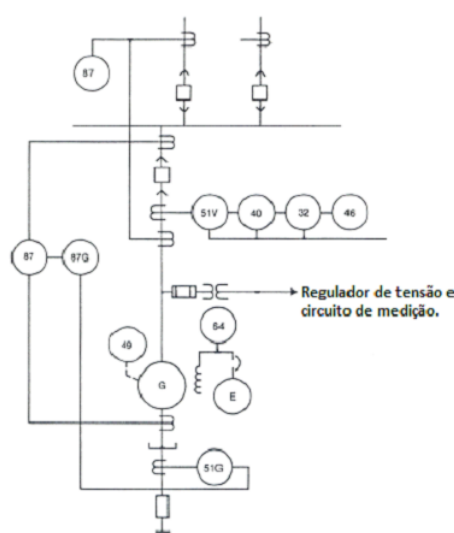 87
51V
40
32
46
87
87G
Regulador de tensão e
circuito de medição.
64
49
G
E
51G